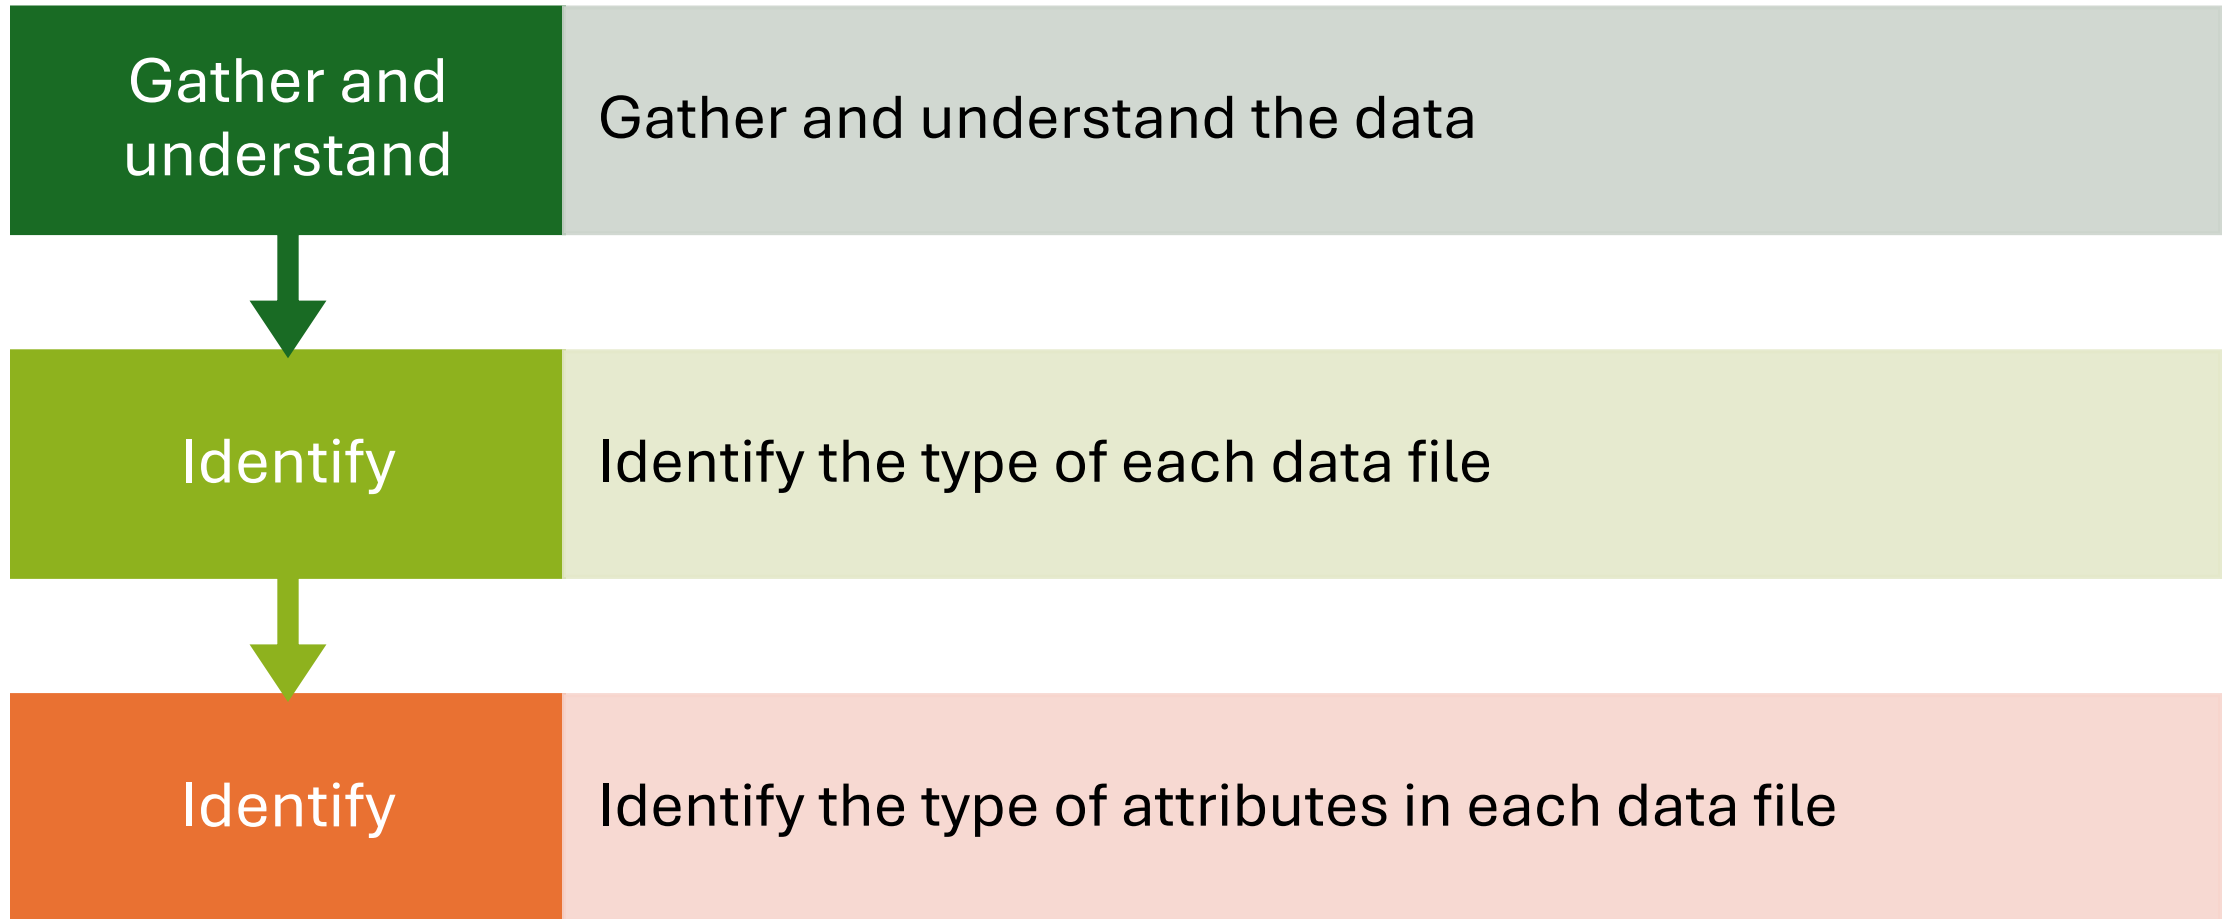 Gather and
understand
Gather and understand the data
Identify
Identify the type of each data file
Identify
Identify the type of attributes in each data file